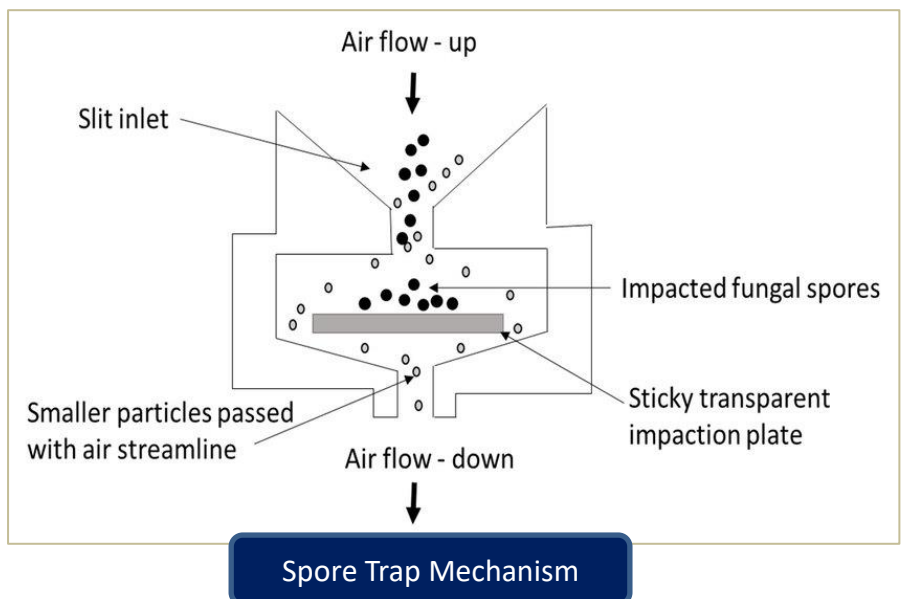 Air flow - up
Slit inlet
Impacted fungal spores
Smaller particles passed
with air streamline
Sticky transparent
impaction plate
Air flow - down
Spore Trap Mechanism